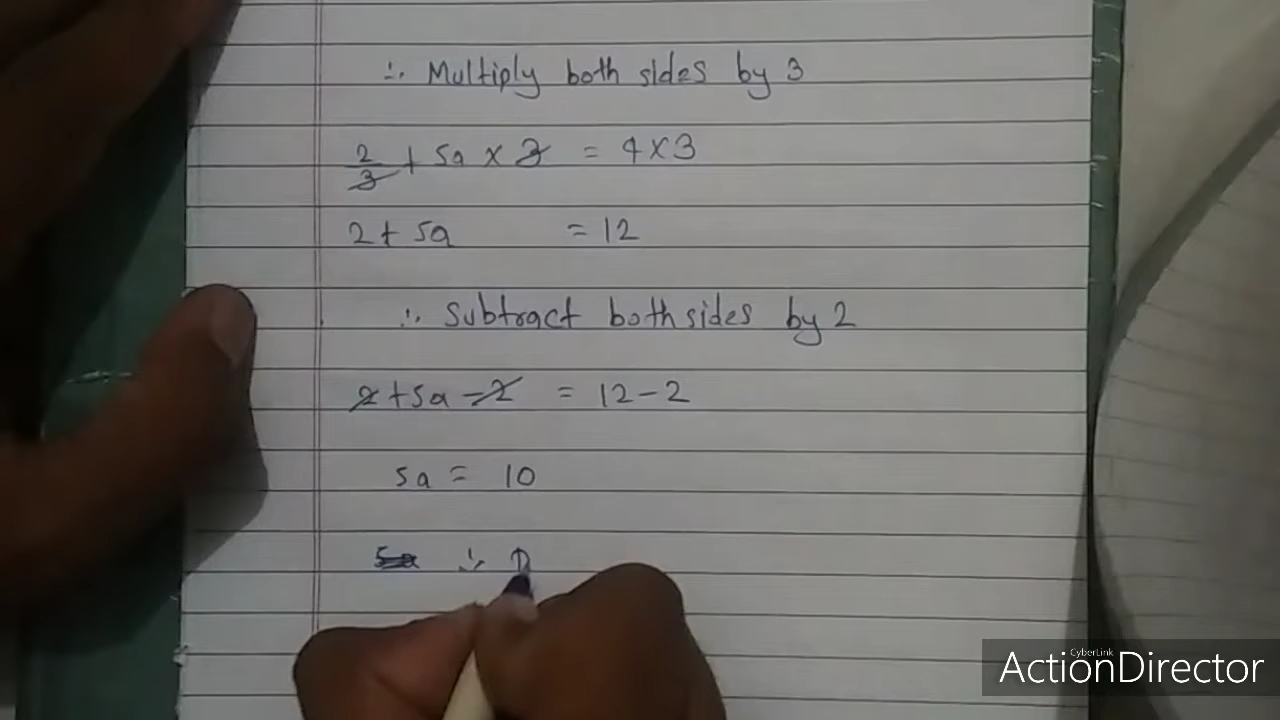 ∴ Multiply both sides by 3
2/3 + 5a × 3 = 4×3
2 + 5a = 12
∴ Subtract both sides by 2
2 + 5a - 2 = 12 - 2
5a = 10
∴
CyberLink
ActionDirector